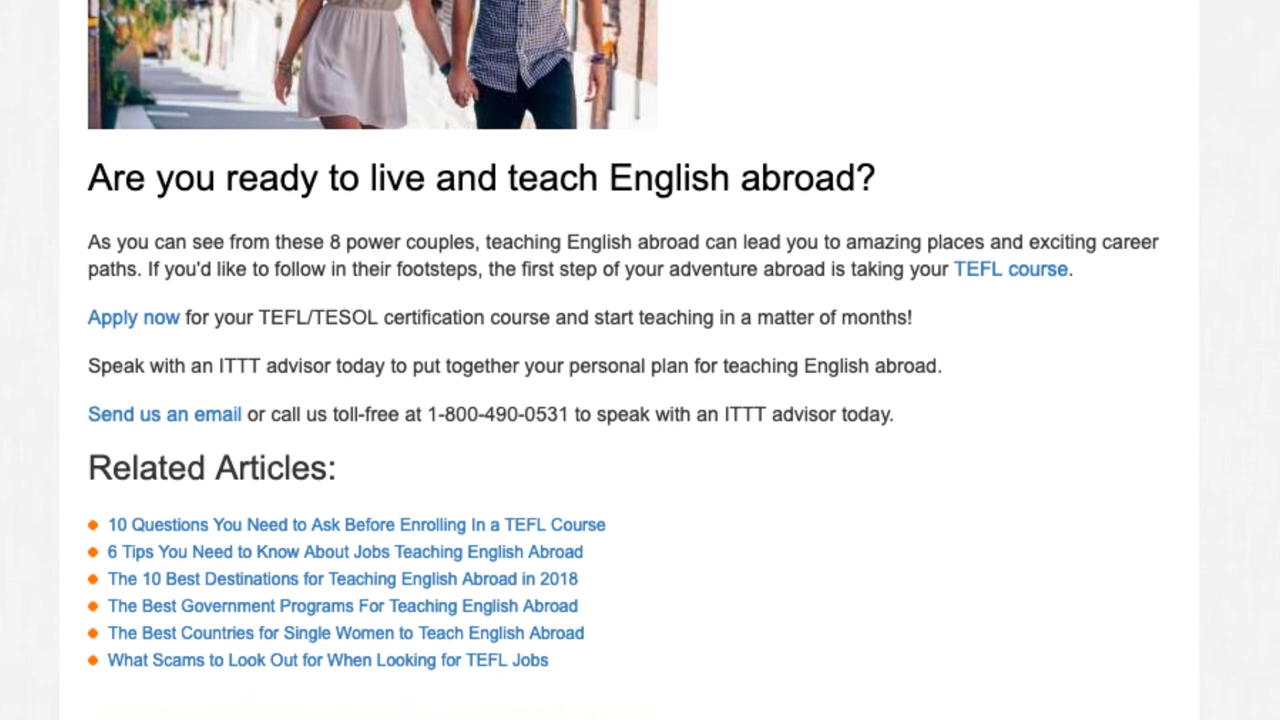 Are you ready to live and teach English abroad?
As you can see from these 8 power couples, teaching English abroad can lead you to amazing places and exciting career
paths. If you'd like to follow in their footsteps, the first step of your adventure abroad is taking your TEFL course.
Apply now for your TEFL/TESOL certification course and start teaching in a matter of months!
Speak with an ITTT advisor today to put together your personal plan for teaching English abroad.
Send us an email or call us toll-free at 1-800-490-0531 to speak with an ITTT advisor today.
Related Articles:
10 Questions You Need to Ask Before Enrolling In a TEFL Course
6 Tips You Need to Know About Jobs Teaching English Abroad
The 10 Best Destinations for Teaching English Abroad in 2018
The Best Government Programs For Teaching English Abroad
The Best Countries for Single Women to Teach English Abroad
What Scams to Look Out for When Looking for TEFL Jobs